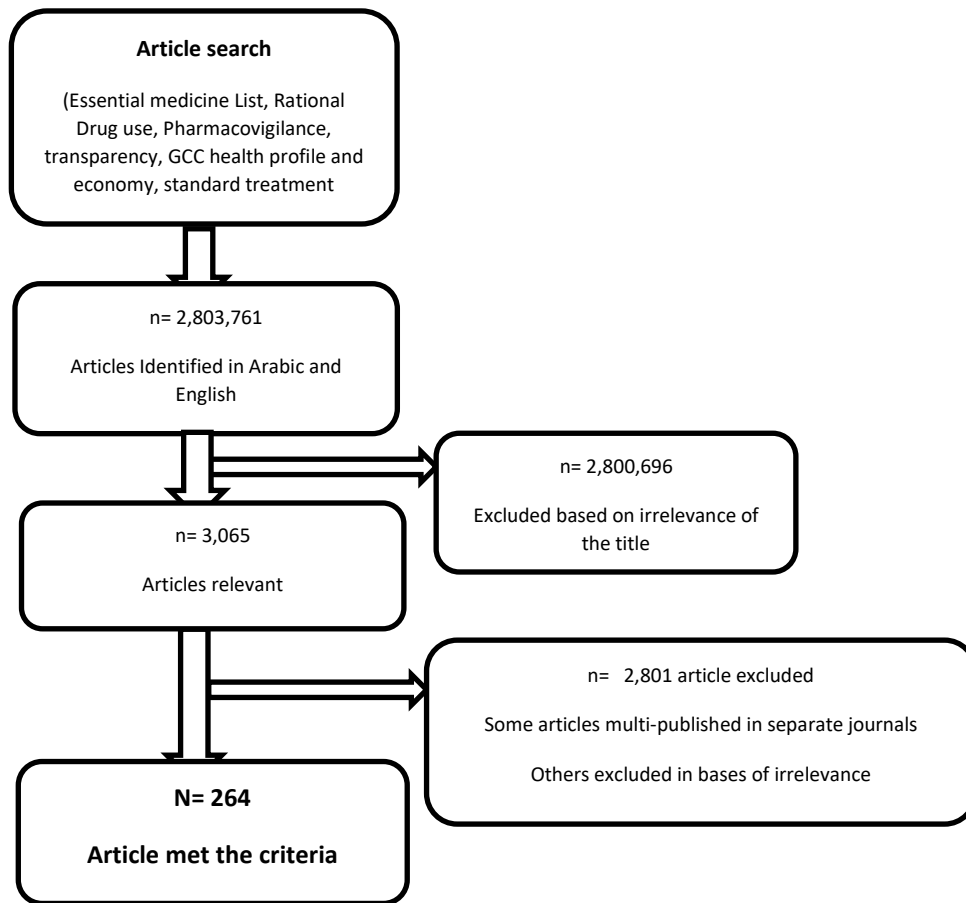 Article search
(Essential medicine List, Rational
Drug use, Pharmacovigilance,
transparency, GCC health profile and
economy, standard treatment
n= 2,803,761
Articles Identified in Arabic and
English
n= 2,800,696
Excluded based on irrelevance of
the title
n= 3,065
Articles relevant
n= 2,801 article excluded
Some articles multi-published in separate journals
Others excluded in bases of irrelevance
N= 264
Article met the criteria